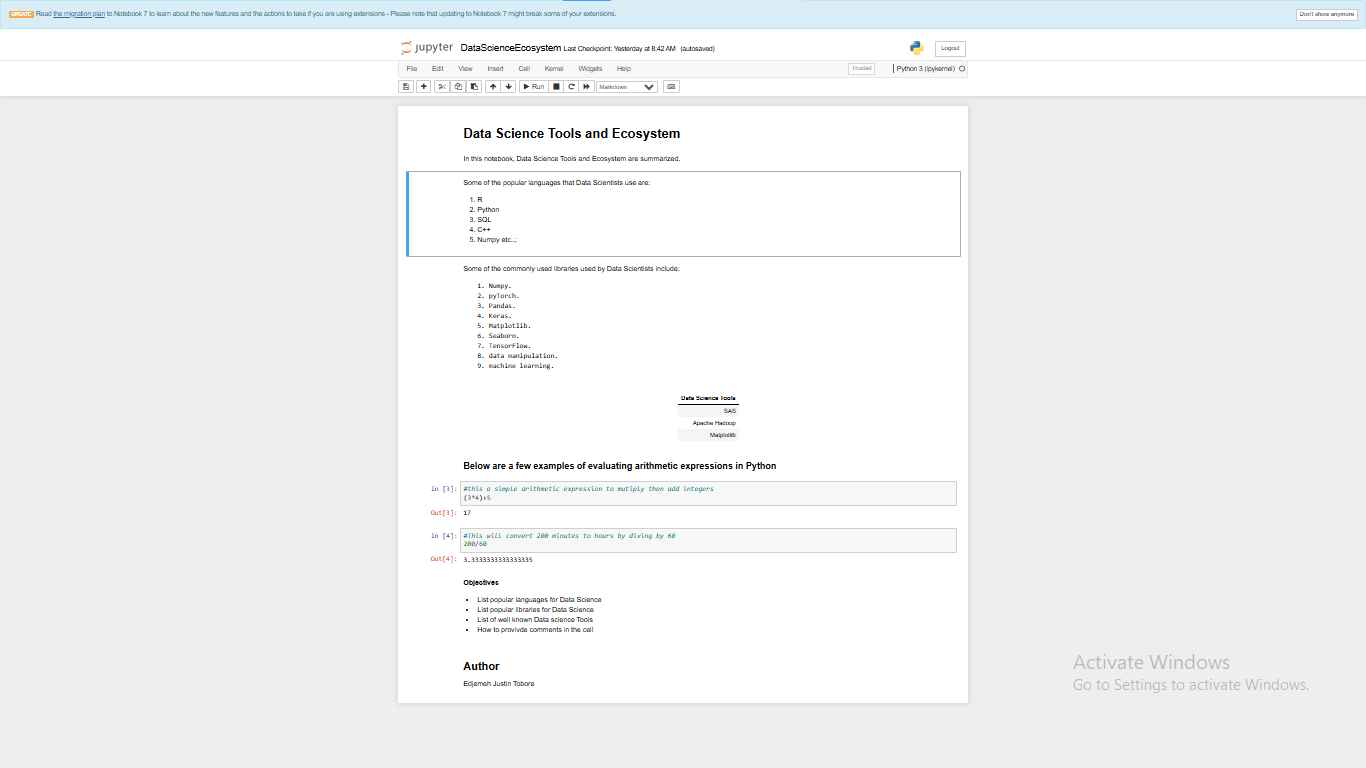 UPDATE Read the migration plan to Notebook 7 to learn about the new features and the actions to take if you are using extensions - Please note that updating to Notebook 7 might break some of your extensions.
Don't show anymore
jupyter DataScienceEcosystem Last Checkpoint: Yesterday at 8:42 AM (autosaved)
Logout
File Edit View Insert Cell Kernel Widgets Help
Trusted
Python 3 (ipykernel)
Run
Markdown
Data Science Tools and Ecosystem
In this notebook, Data Science Tools and Ecosystem are summarized.
Some of the popular languages that Data Scientists use are:
1. R
2. Python
3. SQL
4. C++
5. Numpy etc..;
Some of the commonly used libraries used by Data Scientists include:
1. Numpy.
2. pyTorch.
3. Pandas.
4. Keras.
5. Matplotlib.
6. Seaborn.
7. TensorFlow.
8. data manipulation.
9. machine learning.
Data Science Tools
SAS
Apache Hadoop
Matplotlib
Below are a few examples of evaluating arithmetic expressions in Python
In [3]: #this a simple arithmetic expression to mutiply then add integers
(3*4)+5
Out[3]: 17
In [4]: #This will convert 200 minutes to hours by diving by 60
200/60
Out[4]: 3.3333333333333335
Objectives
• List popular languages for Data Science
• List popular libraries for Data Science
• List of well known Data science Tools
• How to provivde comments in the cell
Author
Edjemeh Justin Tobore
Activate Windows
Go to Settings to activate Windows.